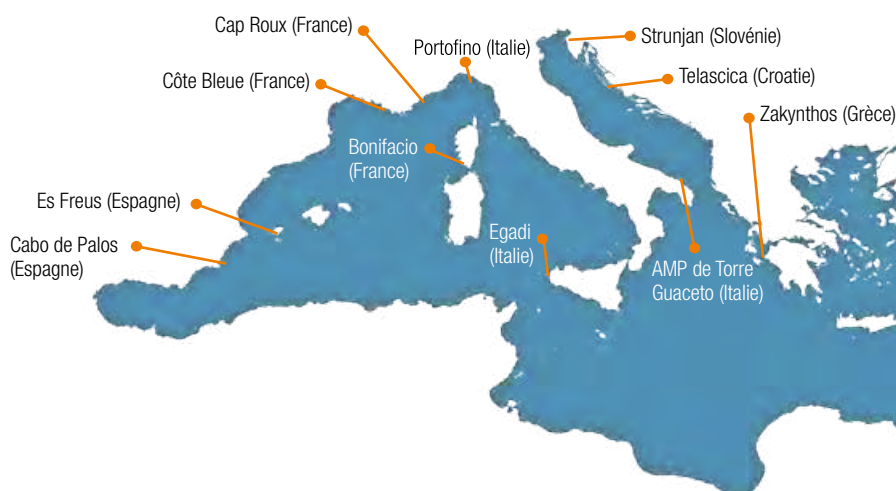 Cap Roux (France)
Portofino (Italie)
Strunjan (Slovénie)
Côte Bleue (France)
Telascica (Croatie)
Zakynthos (Grèce)
Bonifacio
(France)
Es Freus (Espagne)
Cabo de Palos
(Espagne)
Egadi
(Italie)
AMP de Torre
Guaceto (Italie)